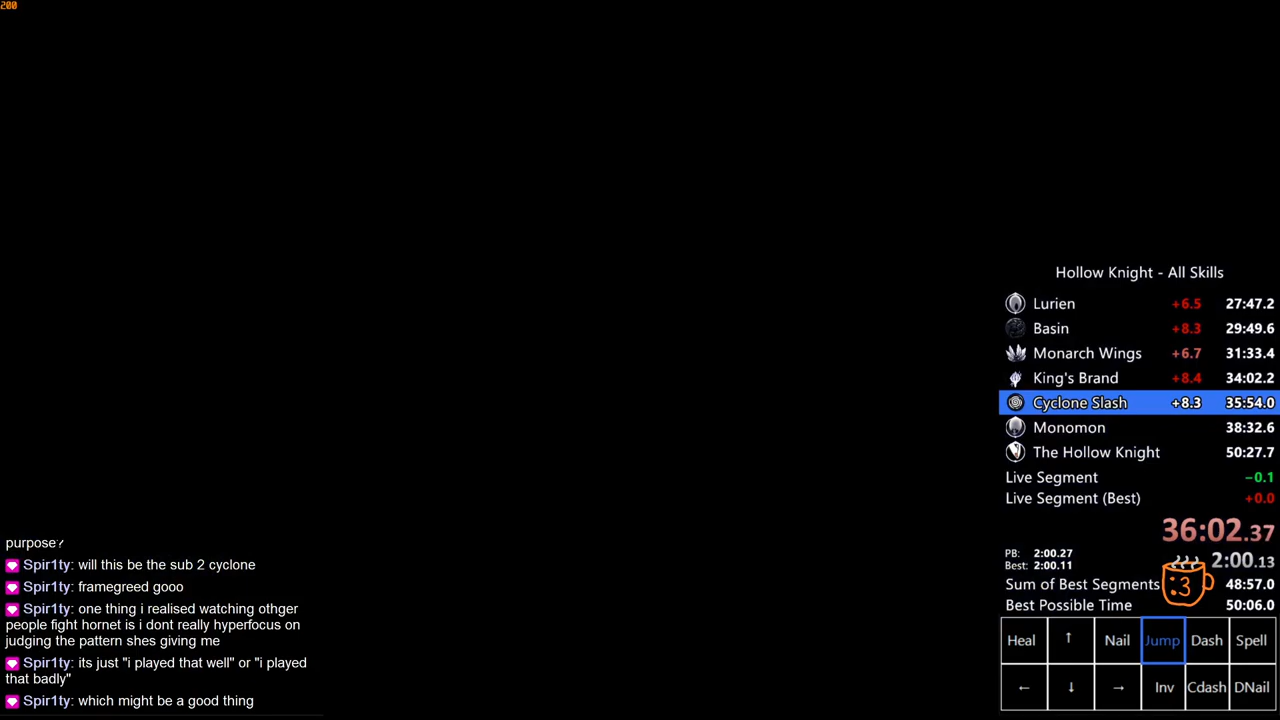 200
Hollow Knight - All Skills
Lurien +6.5 27:47.2
Basin +8.3 29:49.6
Monarch Wings +6.7 31:33.4
King's Brand +8.4 34:02.2
Cyclone Slash +8.3 35:54.0
Monomon 38:32.6
The Hollow Knight 50:27.7
Live Segment -0.1
Live Segment (Best) +0.0
36:02.37
PB: 2:00.27
Best: 2:00.11
2:00.13
Sum of Best Segments 48:57.0
Best Possible Time 50:06.0
Heal ↑ Nail Jump Dash Spell
← ↓ → Inv Cdash DNail
purpose?
Spir1ty: will this be the sub 2 cyclone
Spir1ty: framegreed gooo
Spir1ty: one thing i realised watching othger
people fight hornet is i dont really hyperfocus on
judging the pattern shes giving me
Spir1ty: its just "i played that well" or "i played
that badly"
Spir1ty: which might be a good thing